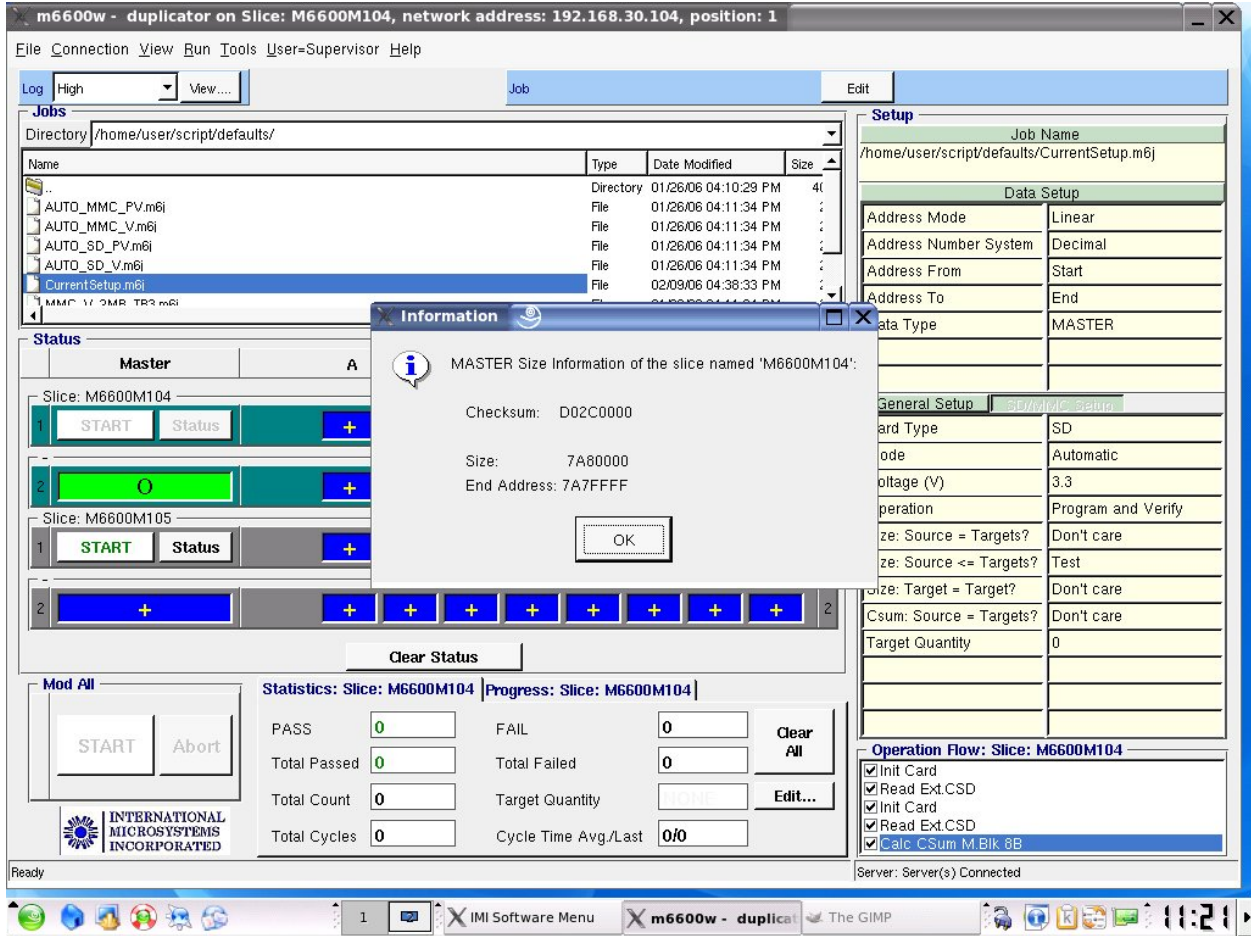 m6600w - duplicator on Slice: M6600M104, network address: 192.168.30.104, position: 1
File Connection View Run Tools User=Supervisor Help
Log High View.... Job Edit
Jobs
Directory /home/user/script/defaults/
Name Type Date Modified Size
.. Directory 01/26/06 04:10:29 PM
AUTO_MMC_PV.m6j File 01/26/06 04:11:34 PM
AUTO_MMC_V.m6j File 01/26/06 04:11:34 PM
AUTO_SD_PV.m6j File 01/26/06 04:11:34 PM
AUTO_SD_V.m6j File 01/26/06 04:11:34 PM
CurrentSetup.m6j File 02/09/06 04:38:33 PM
Setup
Job Name
/home/user/script/defaults/CurrentSetup.m6j
Data Setup
Address Mode Linear
Address Number System Decimal
Address From Start
Address To End
ata Type MASTER
General Setup SD/MMC Setup
ard Type SD
ode Automatic
oltage (V) 3.3
peration Program and Verify
ze: Source = Targets? Don't care
ze: Source <= Targets? Test
Size: Target = Target? Don't care
Csum: Source = Targets? Don't care
Target Quantity 0
Operation Flow: Slice: M6600M104
Init Card
Read Ext.CSD
Init Card
Read Ext.CSD
Calc CSum M.Blk 8B
Information
MASTER Size Information of the slice named 'M6600M104':
Checksum: D02C0000
Size: 7A80000
End Address: 7A7FFFF
OK
Status
Master A
Slice: M6600M104
1 START Status +
-
2 O +
Slice: M6600M105
1 START Status +
-
2 + + + + + + + + + 2
Clear Status
Mod All
START Abort
INTERNATIONAL
MICROSYSTEMS
INCORPORATED
Statistics: Slice: M6600M104 Progress: Slice: M6600M104
PASS 0 FAIL 0 Clear All
Total Passed 0 Total Failed 0
Total Count 0 Target Quantity NONE Edit...
Total Cycles 0 Cycle Time Avg./Last 0/0
Ready Server: Server(s) Connected
1 2 IMI Software Menu m6600w - duplicat The GIMP 11:21